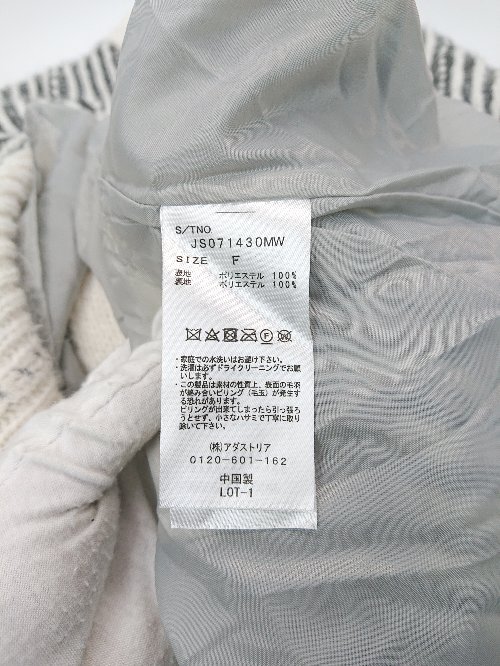 S/TNO
JS071430MW
SIZE F
表地 ポリエステル 100%
裏地 ポリエステル 100%
・家庭での水洗いはお避け下さい。
・洗濯は必ずドライクリーニングでお願
いします。
・この製品は素材の性質上、表面の毛羽
が絡み合いピリング(毛玉)が発生す
る恐れがあります。
ピリングが出来てしまったら引っ張ろ
うとせず、小さなハサミで丁寧に取り
除いて下さい。
(株)アダストリア
0120-601-162
中国製
LOT-1